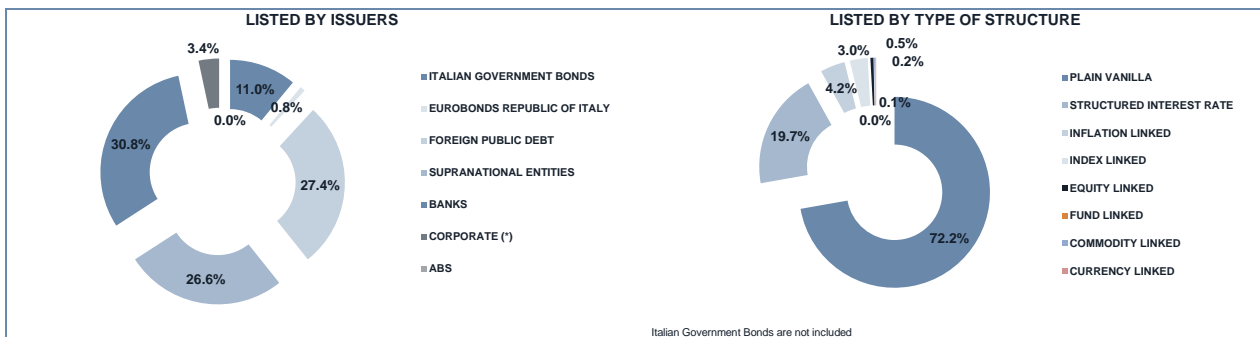 LISTED BY ISSUERS
3.4%
11.0%
0.8%
0.0%
30.8%
27.4%
26.6%
ITALIAN GOVERNMENT BONDS
EUROBONDS REPUBLIC OF ITALY
FOREIGN PUBLIC DEBT
SUPRANATIONAL ENTITIES
BANKS
CORPORATE (*)
ABS
LISTED BY TYPE OF STRUCTURE
0.5%
3.0%
0.2%
4.2%
0.1%
0.0%
19.7%
72.2%
PLAIN VANILLA
STRUCTURED INTEREST RATE
INFLATION LINKED
INDEX LINKED
EQUITY LINKED
FUND LINKED
COMMODITY LINKED
CURRENCY LINKED
Italian Government Bonds are not included